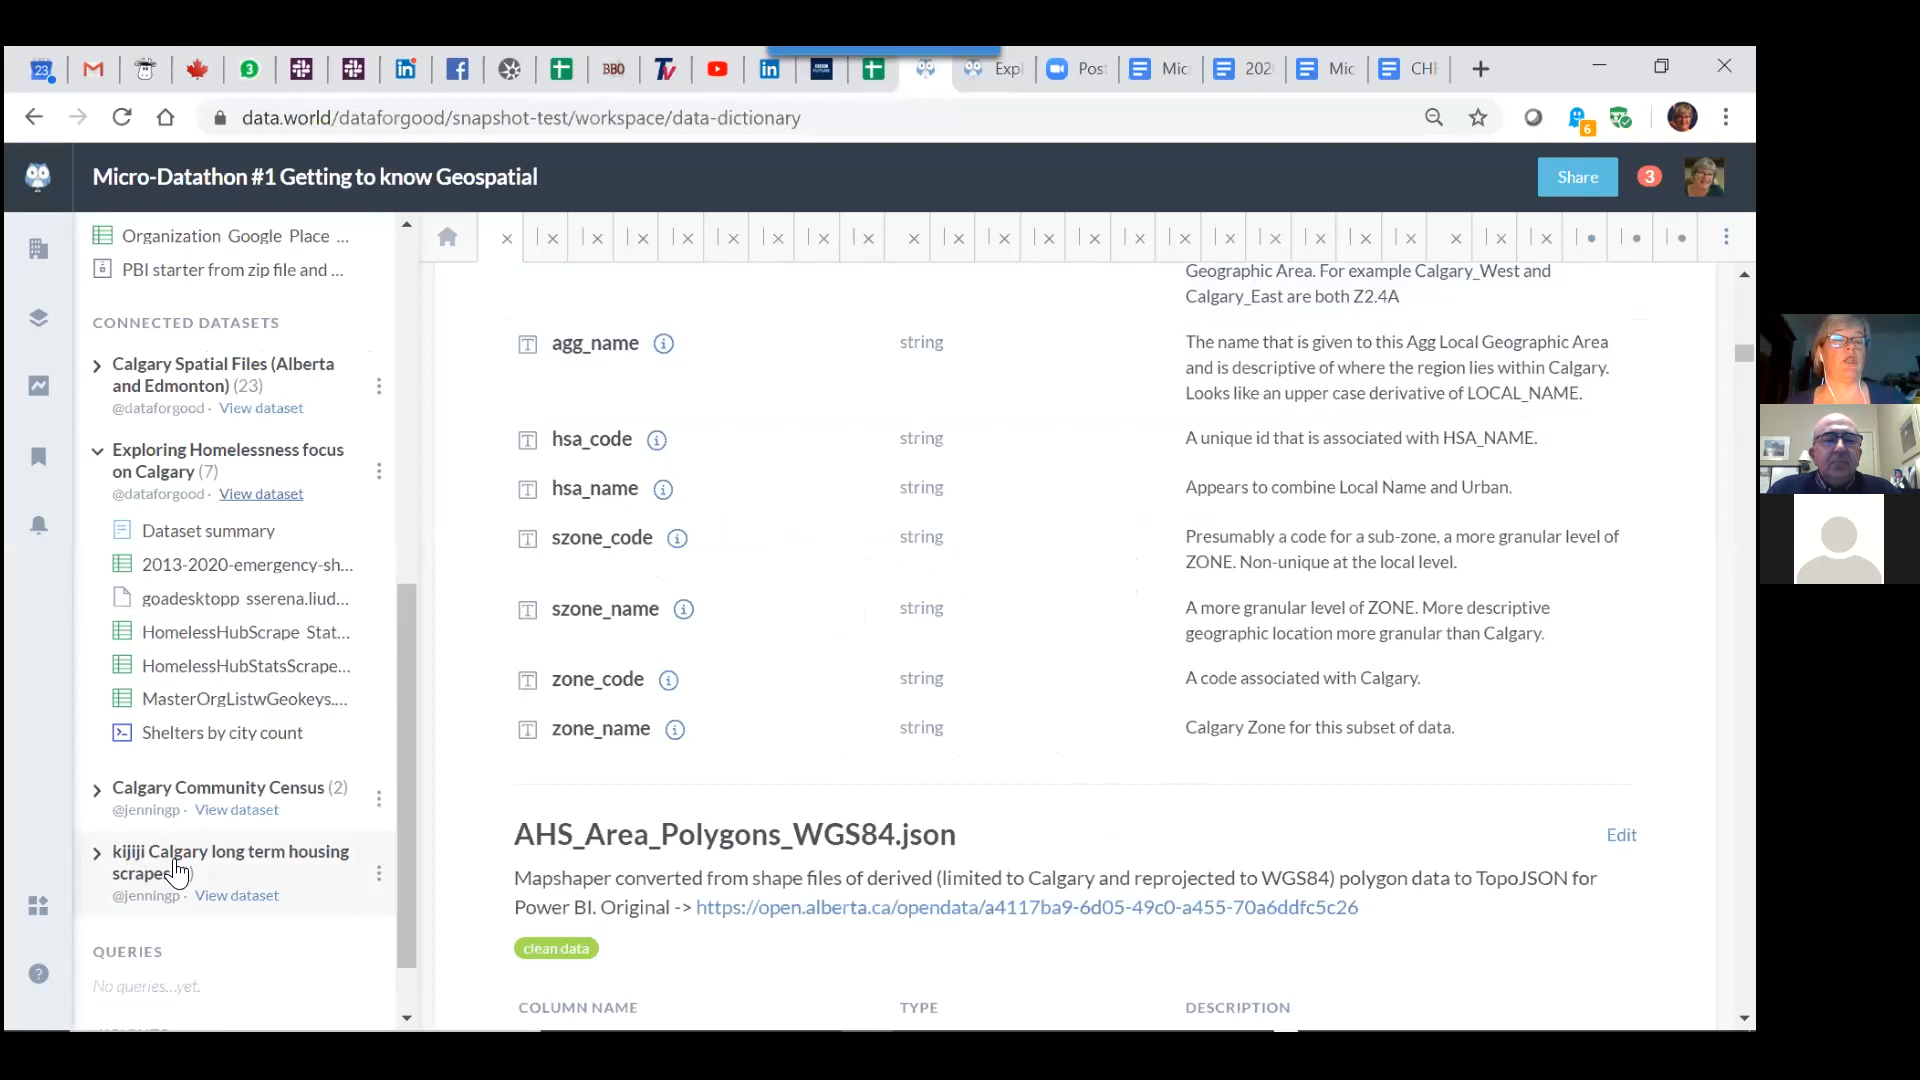 23
3
BBO
TV
Expl
Post
Mic
202
Mic
CHF
data.world/dataforgood/snapshot-test/workspace/data-dictionary
6
Micro-Datathon #1 Getting to know Geospatial
Share
3
Organization Google Place ...
PBI starter from zip file and ...
CONNECTED DATASETS
Calgary Spatial Files (Alberta
and Edmonton) (23)
@dataforgood · View dataset
Exploring Homelessness focus
on Calgary (7)
@dataforgood · View dataset
Dataset summary
2013-2020-emergency-sh...
goadesktopp sserena.liud...
HomelessHubScrape Stat...
HomelessHubStatsScrape...
MasterOrgListwGeokeys....
Shelters by city count
Calgary Community Census (2)
@jenningp · View dataset
kijiji Calgary long term housing
scrapes
@jenningp · View dataset
QUERIES
No queries...yet.
Geographic Area. For example Calgary_West and
Calgary_East are both Z2.4A
agg_name string The name that is given to this Agg Local Geographic Area
and is descriptive of where the region lies within Calgary.
Looks like an upper case derivative of LOCAL_NAME.
hsa_code string A unique id that is associated with HSA_NAME.
hsa_name string Appears to combine Local Name and Urban.
szone_code string Presumably a code for a sub-zone, a more granular level of
ZONE. Non-unique at the local level.
szone_name string A more granular level of ZONE. More descriptive
geographic location more granular than Calgary.
zone_code string A code associated with Calgary.
zone_name string Calgary Zone for this subset of data.
AHS_Area_Polygons_WGS84.json Edit
Mapshaper converted from shape files of derived (limited to Calgary and reprojected to WGS84) polygon data to TopoJSON for
Power BI. Original -> https://open.alberta.ca/opendata/a4117ba9-6d05-49c0-a455-70a6ddfc5c26
clean data
COLUMN NAME TYPE DESCRIPTION